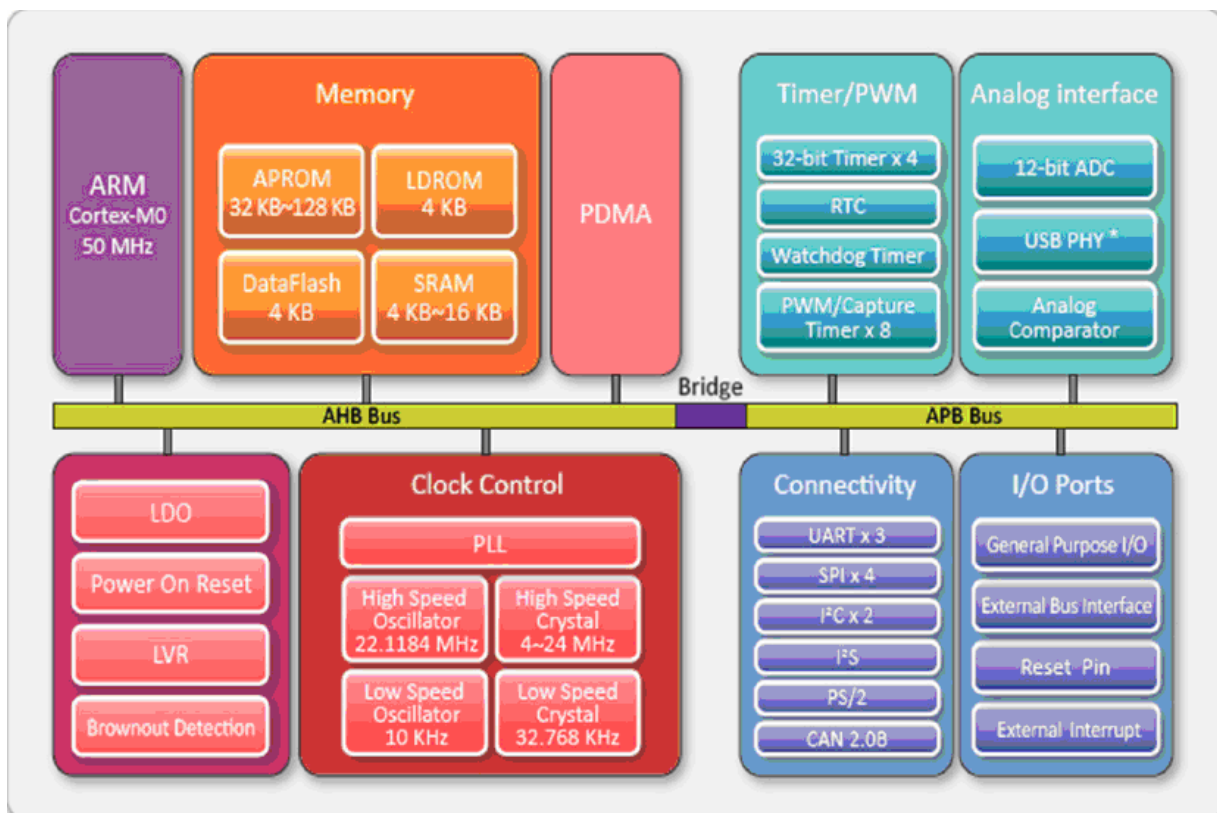 ARM
Cortex-M0
50 MHz
Memory
APROM
32 KB~128 KB
LDROM
4 KB
DataFlash
4 KB
SRAM
4 KB~16 KB
PDMA
Timer/PWM
32-bit Timer x 4
RTC
Watchdog Timer
PWM/Capture
Timer x 8
Analog interface
12-bit ADC
USB PHY *
Analog
Comparator
AHB Bus
Bridge
APB Bus
LDO
Power On Reset
LVR
Brownout Detection
Clock Control
PLL
High Speed
Oscillator
22.1184 MHz
High Speed
Crystal
4~24 MHz
Low Speed
Oscillator
10 KHz
Low Speed
Crystal
32.768 KHz
Connectivity
UART x 3
SPI x 4
I²C x 2
I²S
PS/2
CAN 2.0B
I/O Ports
General Purpose I/O
External Bus Interface
Reset Pin
External Interrupt